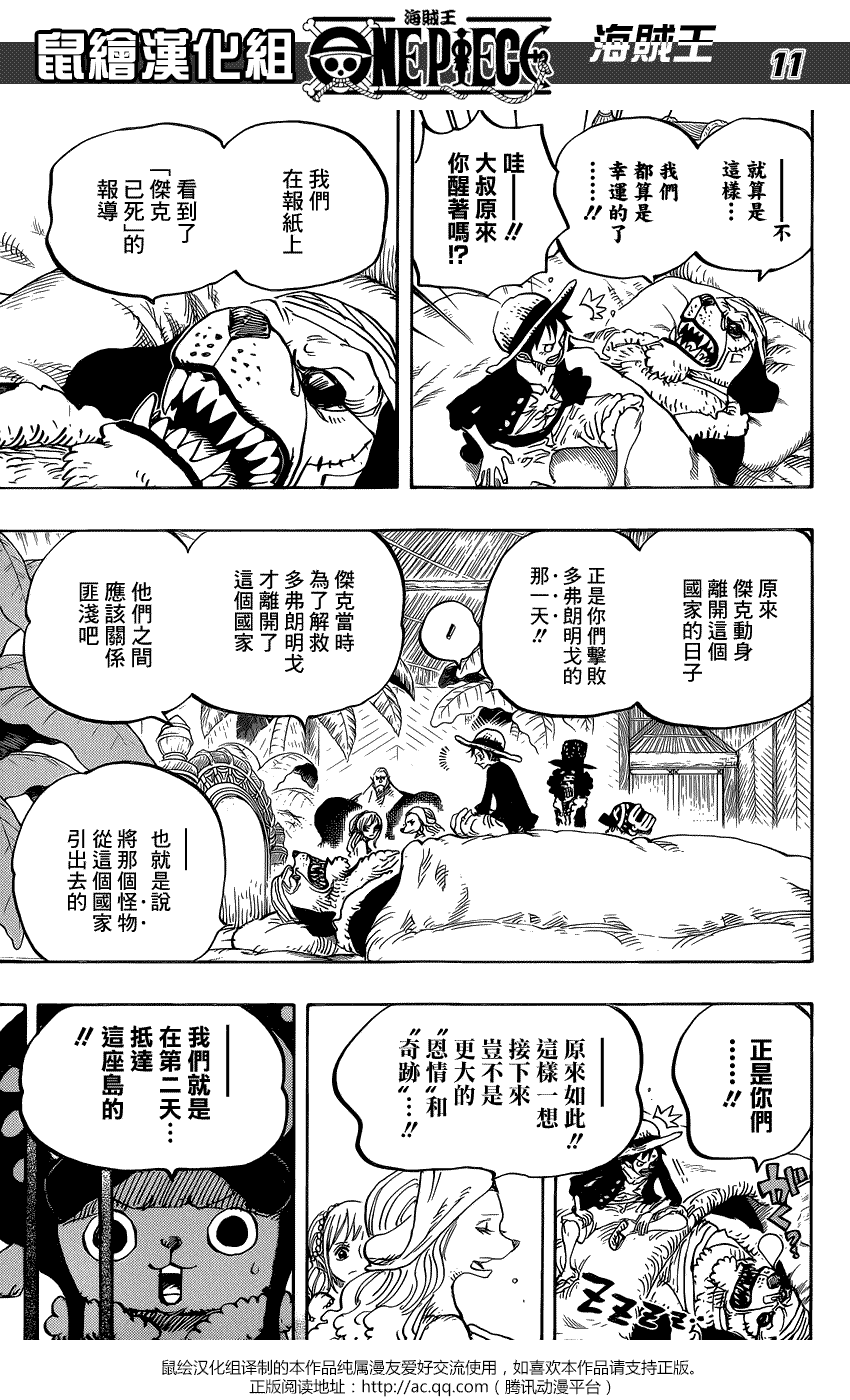 鼠繪漢化組
海賊王
ONE PIECE
海賊王
11
——不
就算是
這樣…
我們
都算是
幸運的了
……!!
哇——!!
大叔原來
你醒著嗎!?
我們
在報紙上
看到了
「傑克
已死」的
報導
原來
傑克動身
離開這個
國家的日子
正是你們擊敗
多弗朗明戈的
那一天!!
傑克當時
為了解救
多弗朗明戈
才離開了
這個國家
他們之間
應該關係
匪淺吧
——也就是說
將那個怪物
從這個國家
引出去的
正是你們
……!!
ガクッ
ZZZZZZ
——
原來如此!!
這樣一想
接下來
豈不是
更大的
“恩情”和
“奇跡”…!!
——
我們就是
在第二天…
抵達
這座島的
!!
鼠绘汉化组译制的本作品纯属漫友爱好交流使用，如喜欢本作品请支持正版。
正版阅读地址：http://ac.qq.com（腾讯动漫平台）